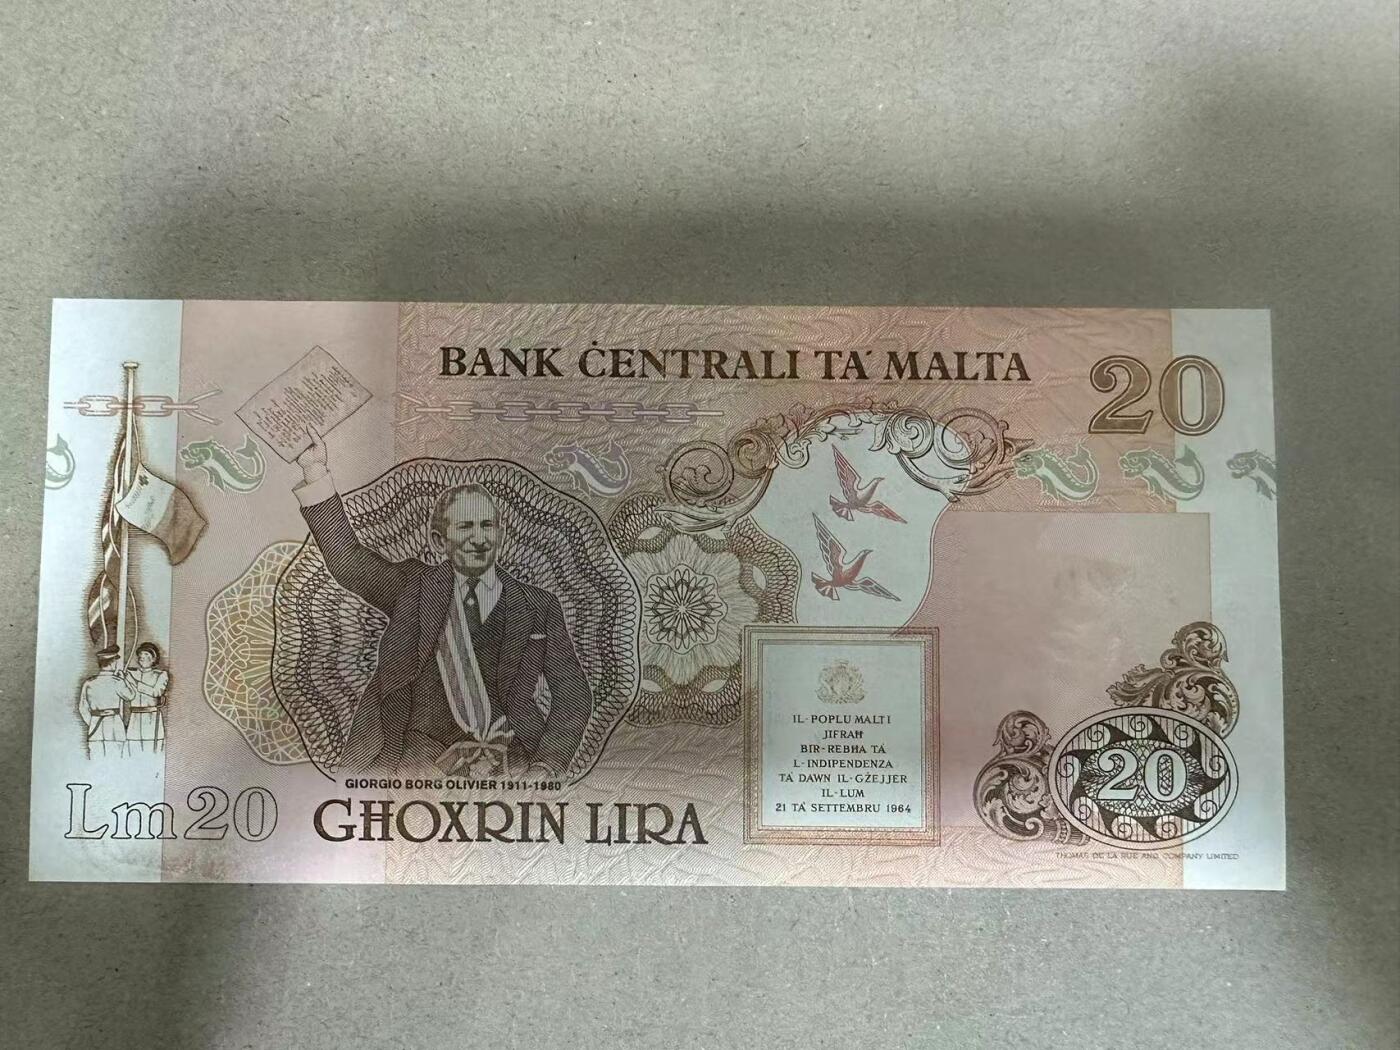 BANK ĊENTRALI TA' MALTA
20
GIORGIO BORG OLIVIER 1911-1980
Lm20
GĦOXRIN LIRA
IL-POPLU MALTI
JIFRAĦ
BIR-REBĦA TA'
L-INDIPENDENZA
TA' DAWN IL-GŻEJJER
IL-LUM
21 TA' SETTEMBRU 1964
20
THOMAS DE LA RUE AND COMPANY LIMITED